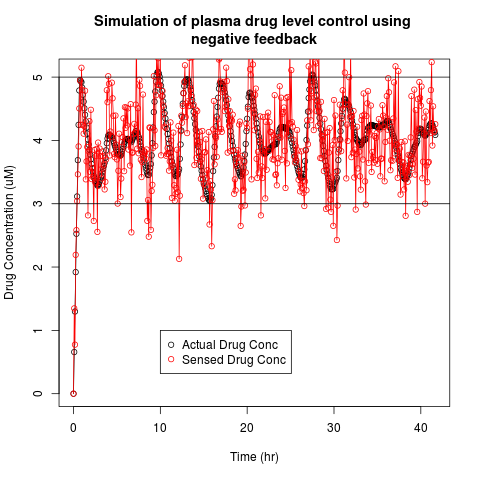 Simulation of plasma drug level control using
negative feedback
Drug Concentration (uM)
5
4
3
2
1
0
Actual Drug Conc
Sensed Drug Conc
0 10 20 30 40
Time (hr)